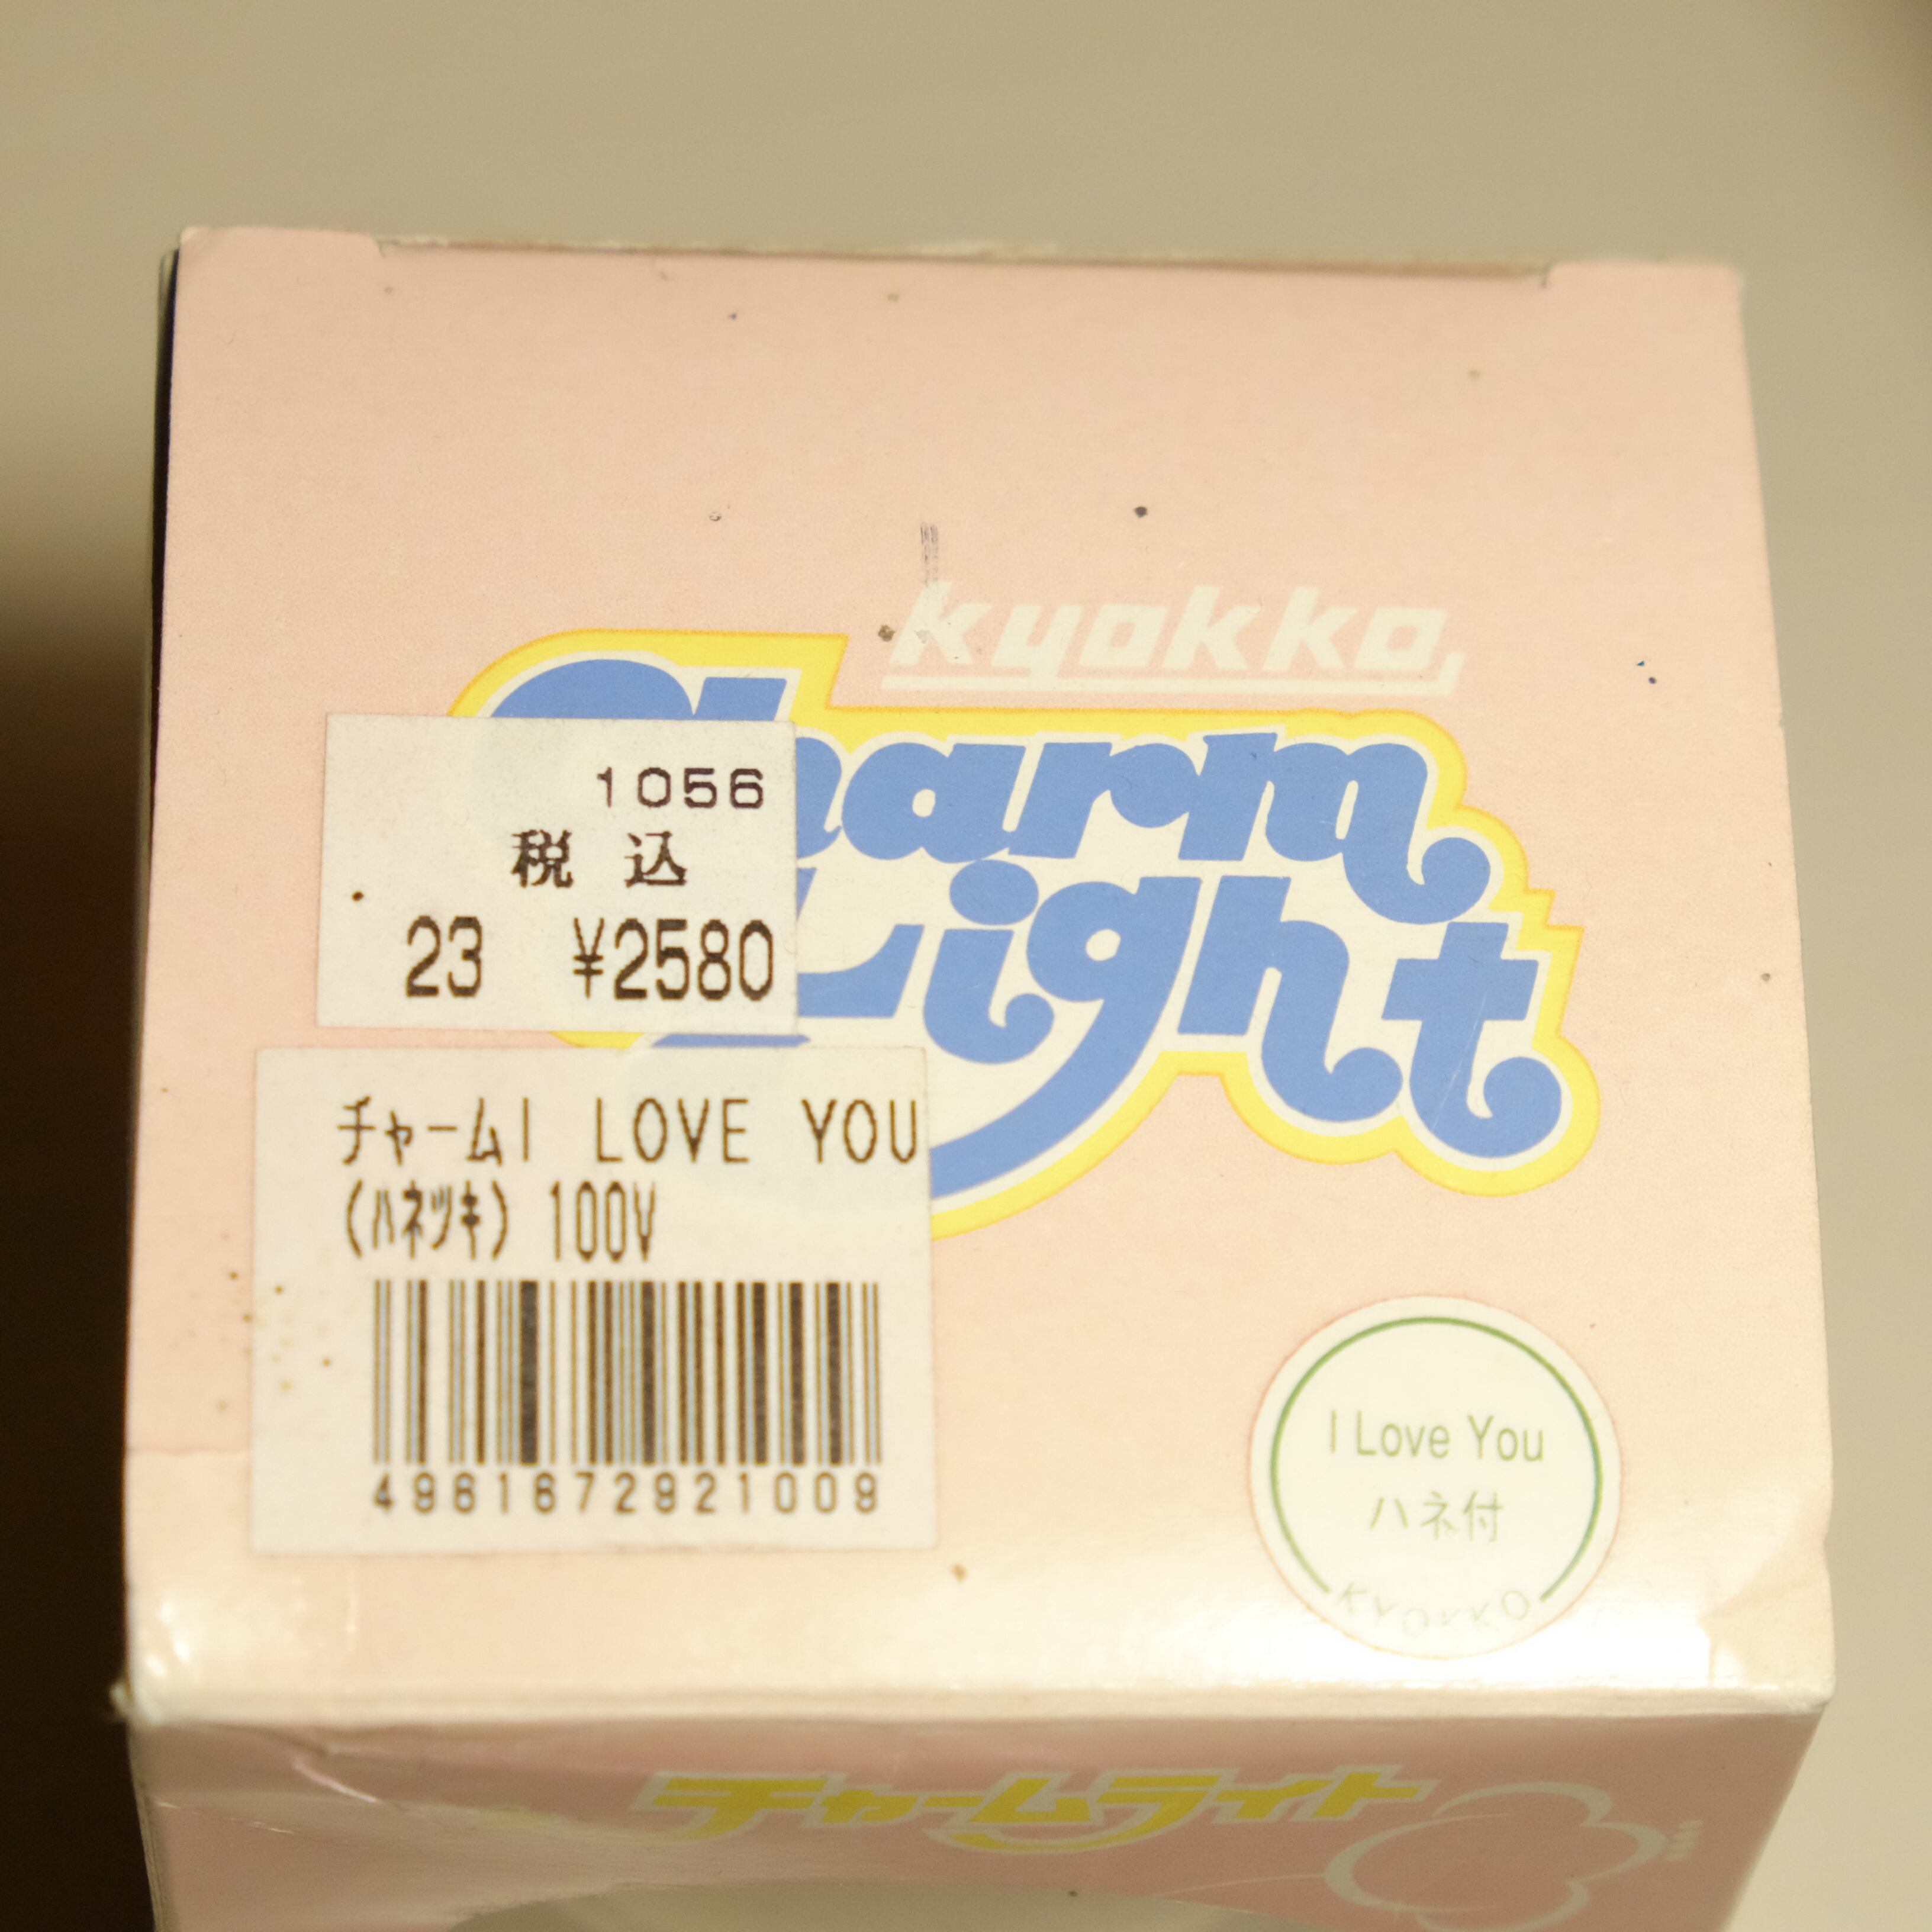 kyokko
Charm
Light
1056
税込
23 ¥2580
チャームI LOVE YOU
(ハネツキ) 100V
4961672921009
I Love You
ハネ付
KYOKKO
チャームライト